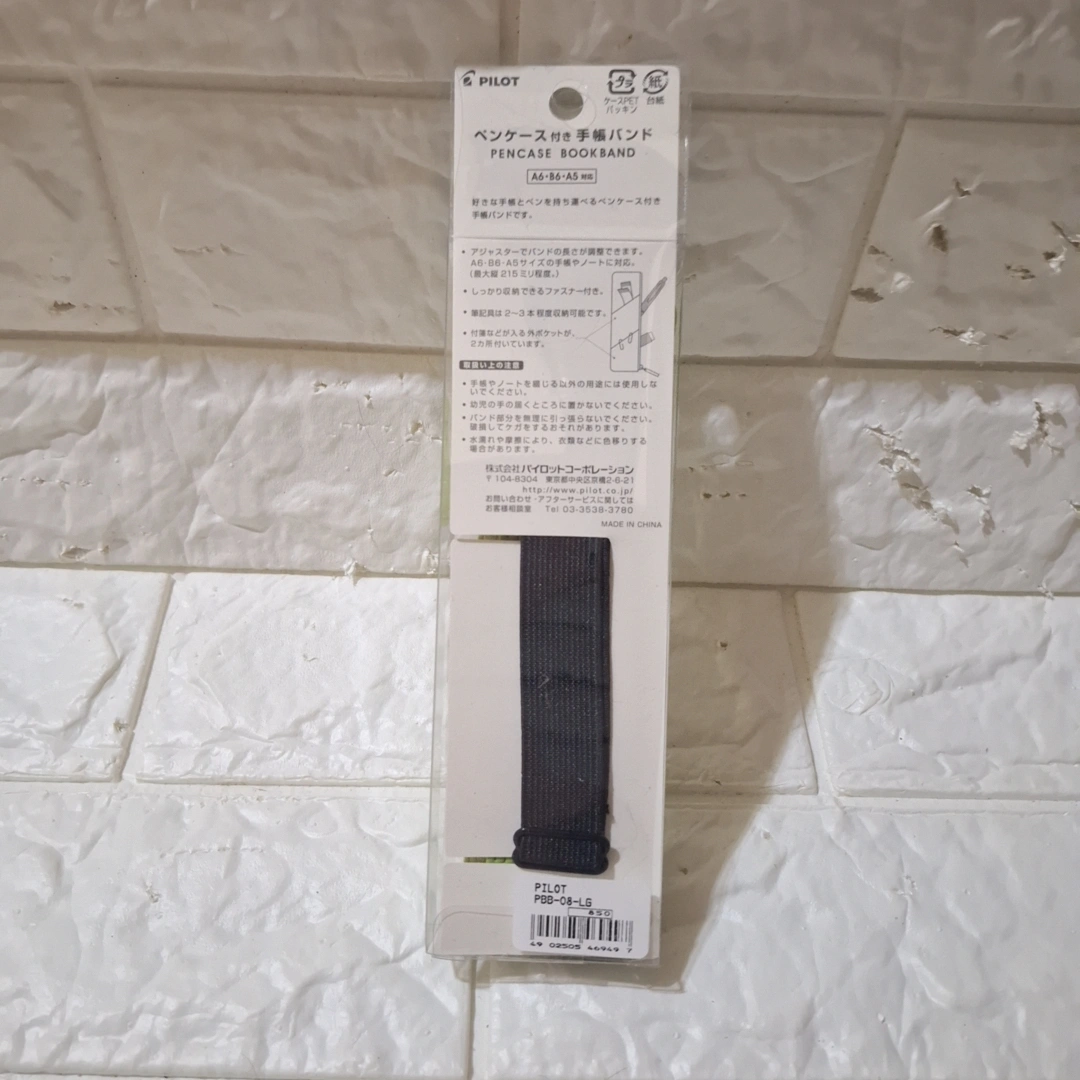 PILOT
プラ 紙
ケースPET 台紙
パッキン
ペンケース付き手帳バンド
PENCASE BOOKBAND
A6・B6・A5対応
好きな手帳とペンを持ち運べるペンケース付き
手帳バンドです。
• アジャスターでバンドの長さが調整できます。
A6・B6・A5サイズの手帳やノートに対応。
(最大縦215ミリ程度。)
• しっかり収納できるファスナー付き。
• 筆記具は2〜3本程度収納可能です。
• 付箋などが入る外ポケットが、
2カ所付いています。
取扱い上の注意
• 手帳やノートを綴じる以外の用途には使用しな
いでください。
• 幼児の手の届くところに置かないでください。
• バンド部分を無理に引っ張らないでください。
破損してケガをするおそれがあります。
• 水濡れや摩擦により、衣類などに色移りする
場合があります。
株式会社パイロットコーポレーション
〒104-8304 東京都中央区京橋2-6-21
http://www.pilot.co.jp/
お問い合わせ・アフターサービスに関しては
お客様相談室 Tel 03-3538-3780
MADE IN CHINA
PILOT
PBB-08-LG
650
4902505469497